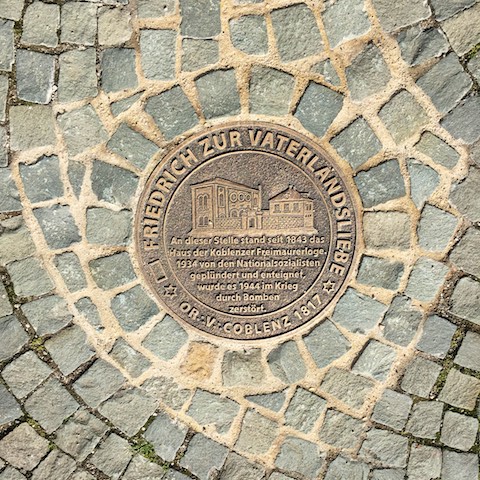 FRIEDRICH ZUR VATERLANDSLIEBE
An dieser Stelle stand seit 1843 das
Haus der Koblenzer Freimaurerloge.
1934 von den Nationalsozialisten
geplündert und enteignet,
wurde es 1944 im Krieg
durch Bomben
zerstört.
OR∴V∴COBLENZ 1817